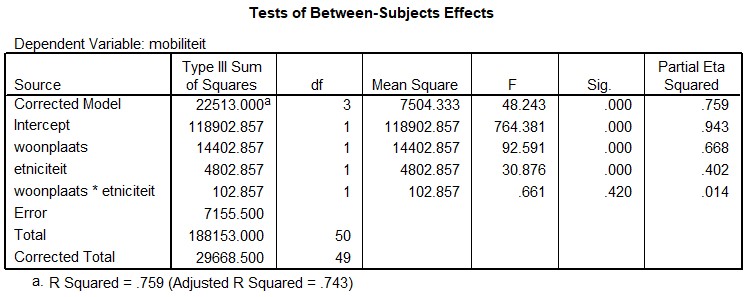 Tests of Between-Subjects Effects
Dependent Variable: mobiliteit
Source Type III Sum of Squares df Mean Square F Sig. Partial Eta Squared
Corrected Model 22513.000a 3 7504.333 48.243 .000 .759
Intercept 118902.857 1 118902.857 764.381 .000 .943
woonplaats 14402.857 1 14402.857 92.591 .000 .668
etniciteit 4802.857 1 4802.857 30.876 .000 .402
woonplaats * etniciteit 102.857 1 102.857 .661 .420 .014
Error 7155.500
Total 188153.000 50
Corrected Total 29668.500 49
a. R Squared = .759 (Adjusted R Squared = .743)